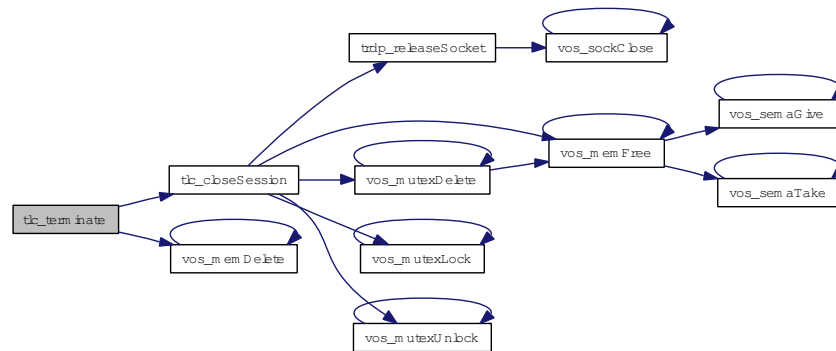 trdp_releaseSocket
vos_sockClose
vos_semaGive
vos_memFree
tlc_closeSession
vos_mutexDelete
vos_semaTake
tlc_terminate
vos_memDelete
vos_mutexLock
vos_mutexUnlock